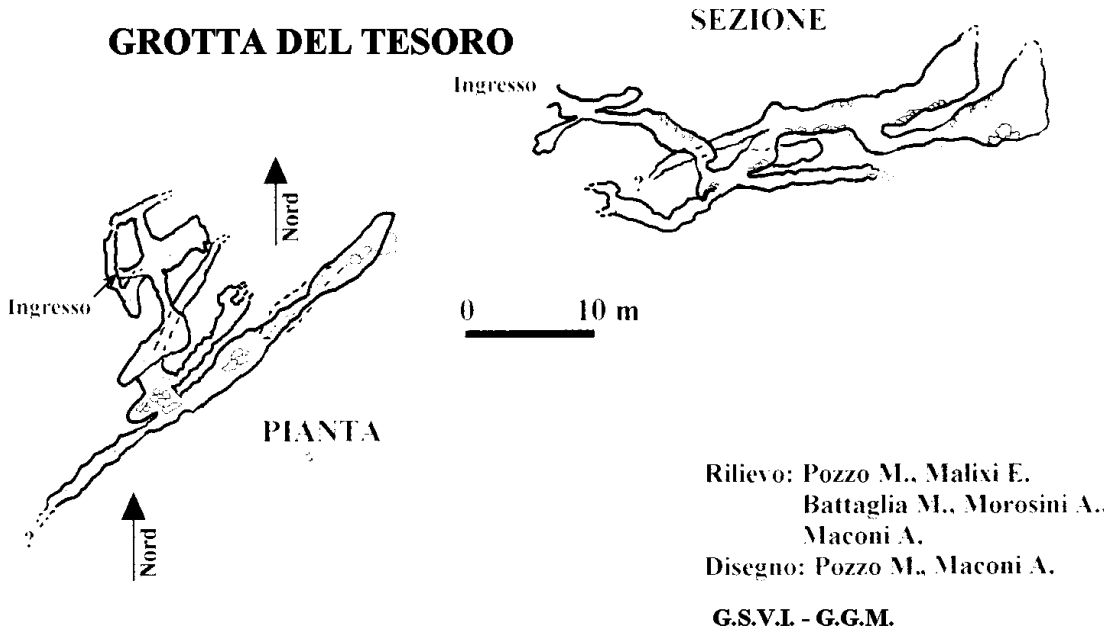 GROTTA DEL TESORO
SEZIONE
Ingresso
?
Nord
Ingresso
0 10 m
PIANTA
?
Nord
Rilievo: Pozzo M., Malixi E.
Battaglia M., Morosini A.,
Maconi A.
Disegno: Pozzo M., Maconi A.
G.S.V.I. - G.G.M.